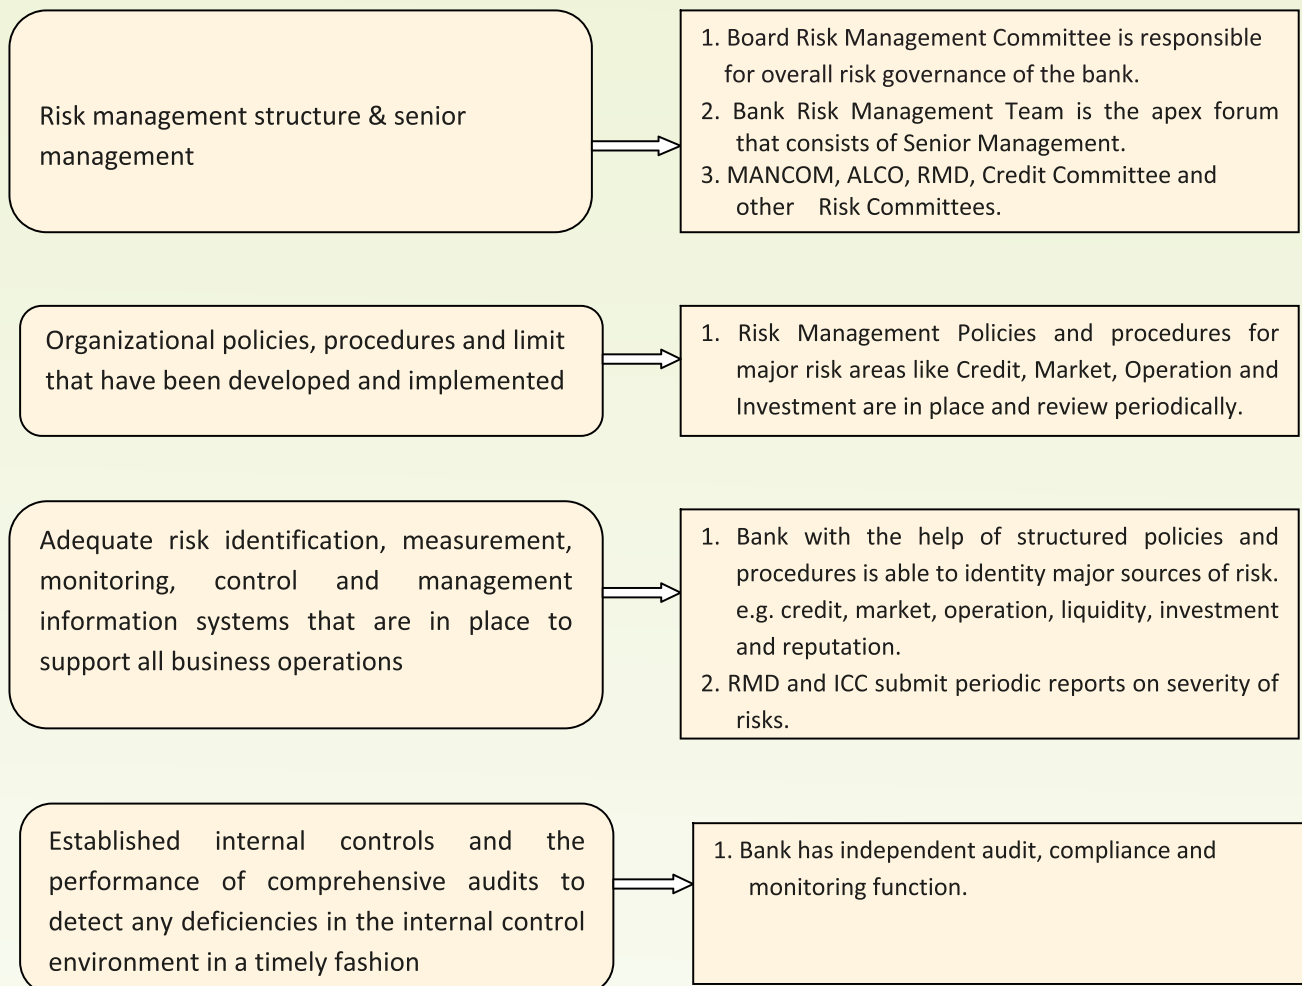 Risk management structure & senior
management
1. Board Risk Management Committee is responsible
for overall risk governance of the bank.
2. Bank Risk Management Team is the apex forum
that consists of Senior Management.
3. MANCOM, ALCO, RMD, Credit Committee and
other Risk Committees.
Organizational policies, procedures and limit
that have been developed and implemented
1. Risk Management Policies and procedures for
major risk areas like Credit, Market, Operation and
Investment are in place and review periodically.
Adequate risk identification, measurement,
monitoring, control and management
information systems that are in place to
support all business operations
1. Bank with the help of structured policies and
procedures is able to identity major sources of risk.
e.g. credit, market, operation, liquidity, investment
and reputation.
2. RMD and ICC submit periodic reports on severity of
risks.
Established internal controls and the
performance of comprehensive audits to
detect any deficiencies in the internal control
environment in a timely fashion
1. Bank has independent audit, compliance and
monitoring function.